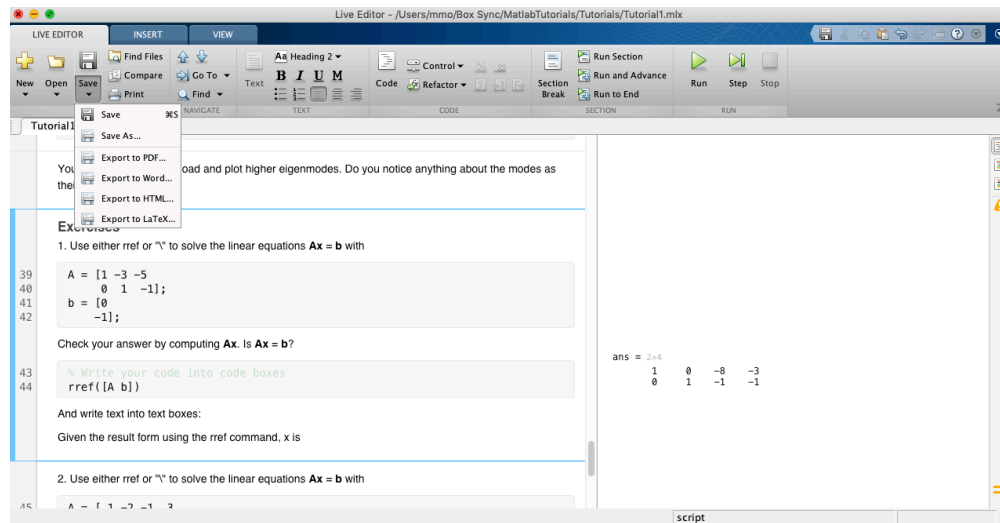 Live Editor - /Users/mmo/Box Sync/MatlabTutorials/Tutorials/Tutorial1.mlx
LIVE EDITOR INSERT VIEW
New Open Save
Find Files
Compare
Print
Go To
Find
NAVIGATE
Text
Aa Heading 2
B I U M
TEXT
Code
Control
Refactor
CODE
Section Break
Run Section
Run and Advance
Run to End
SECTION
Run Step Stop
RUN
Save ⌘S
Save As...
Export to PDF...
Export to Word...
Export to HTML...
Export to LaTeX...
Tutorial1
oad and plot higher eigenmodes. Do you notice anything about the modes as
Exercises
1. Use either rref or "\" to solve the linear equations Ax = b with
39 A = [1 -3 -5
40 0 1 -1];
41 b = [0
42 -1];
Check your answer by computing Ax. Is Ax = b?
43 % Write your code into code boxes
44 rref([A b])
And write text into text boxes:
Given the result form using the rref command, x is
2. Use either rref or "\" to solve the linear equations Ax = b with
45 A = [ 1 -2 -1 3
ans = 2×4
1 0 -8 -3
0 1 -1 -1
script